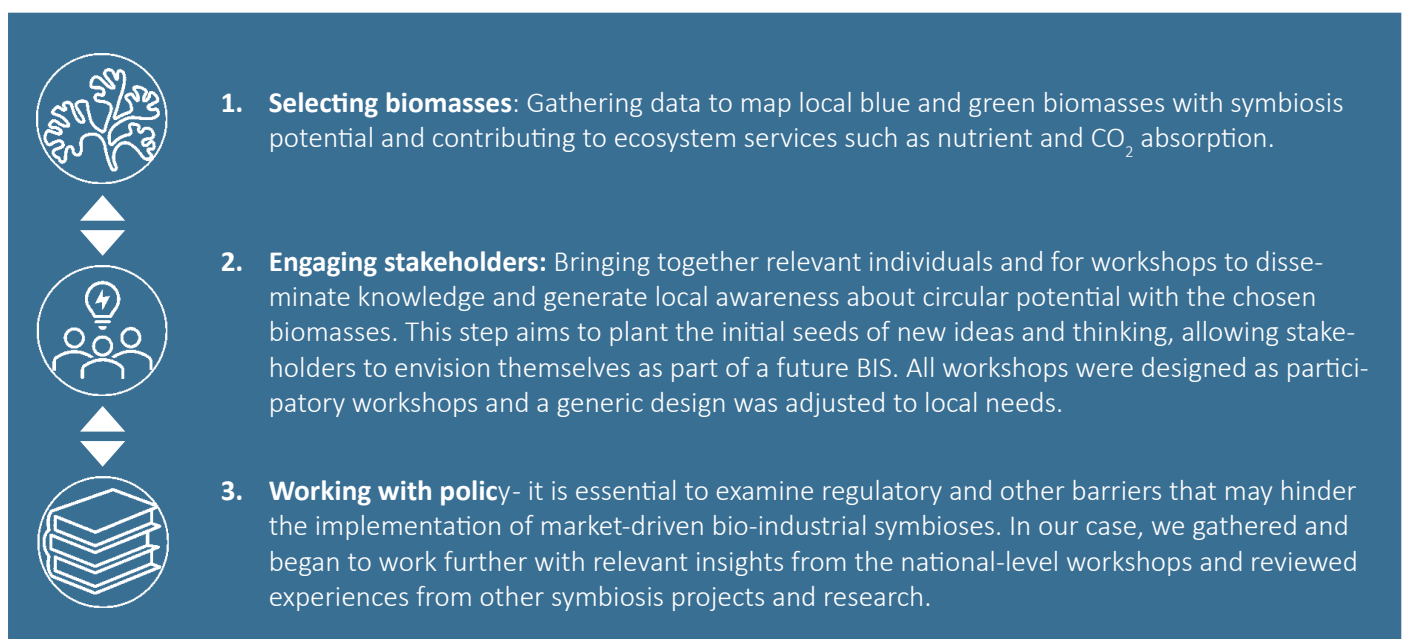 1. Selecting biomasses: Gathering data to map local blue and green biomasses with symbiosis
potential and contributing to ecosystem services such as nutrient and CO₂ absorption.
2. Engaging stakeholders: Bringing together relevant individuals and for workshops to disse-
minate knowledge and generate local awareness about circular potential with the chosen
biomasses. This step aims to plant the initial seeds of new ideas and thinking, allowing stake-
holders to envision themselves as part of a future BIS. All workshops were designed as partici-
patory workshops and a generic design was adjusted to local needs.
3. Working with policy- it is essential to examine regulatory and other barriers that may hinder
the implementation of market-driven bio-industrial symbioses. In our case, we gathered and
began to work further with relevant insights from the national-level workshops and reviewed
experiences from other symbiosis projects and research.